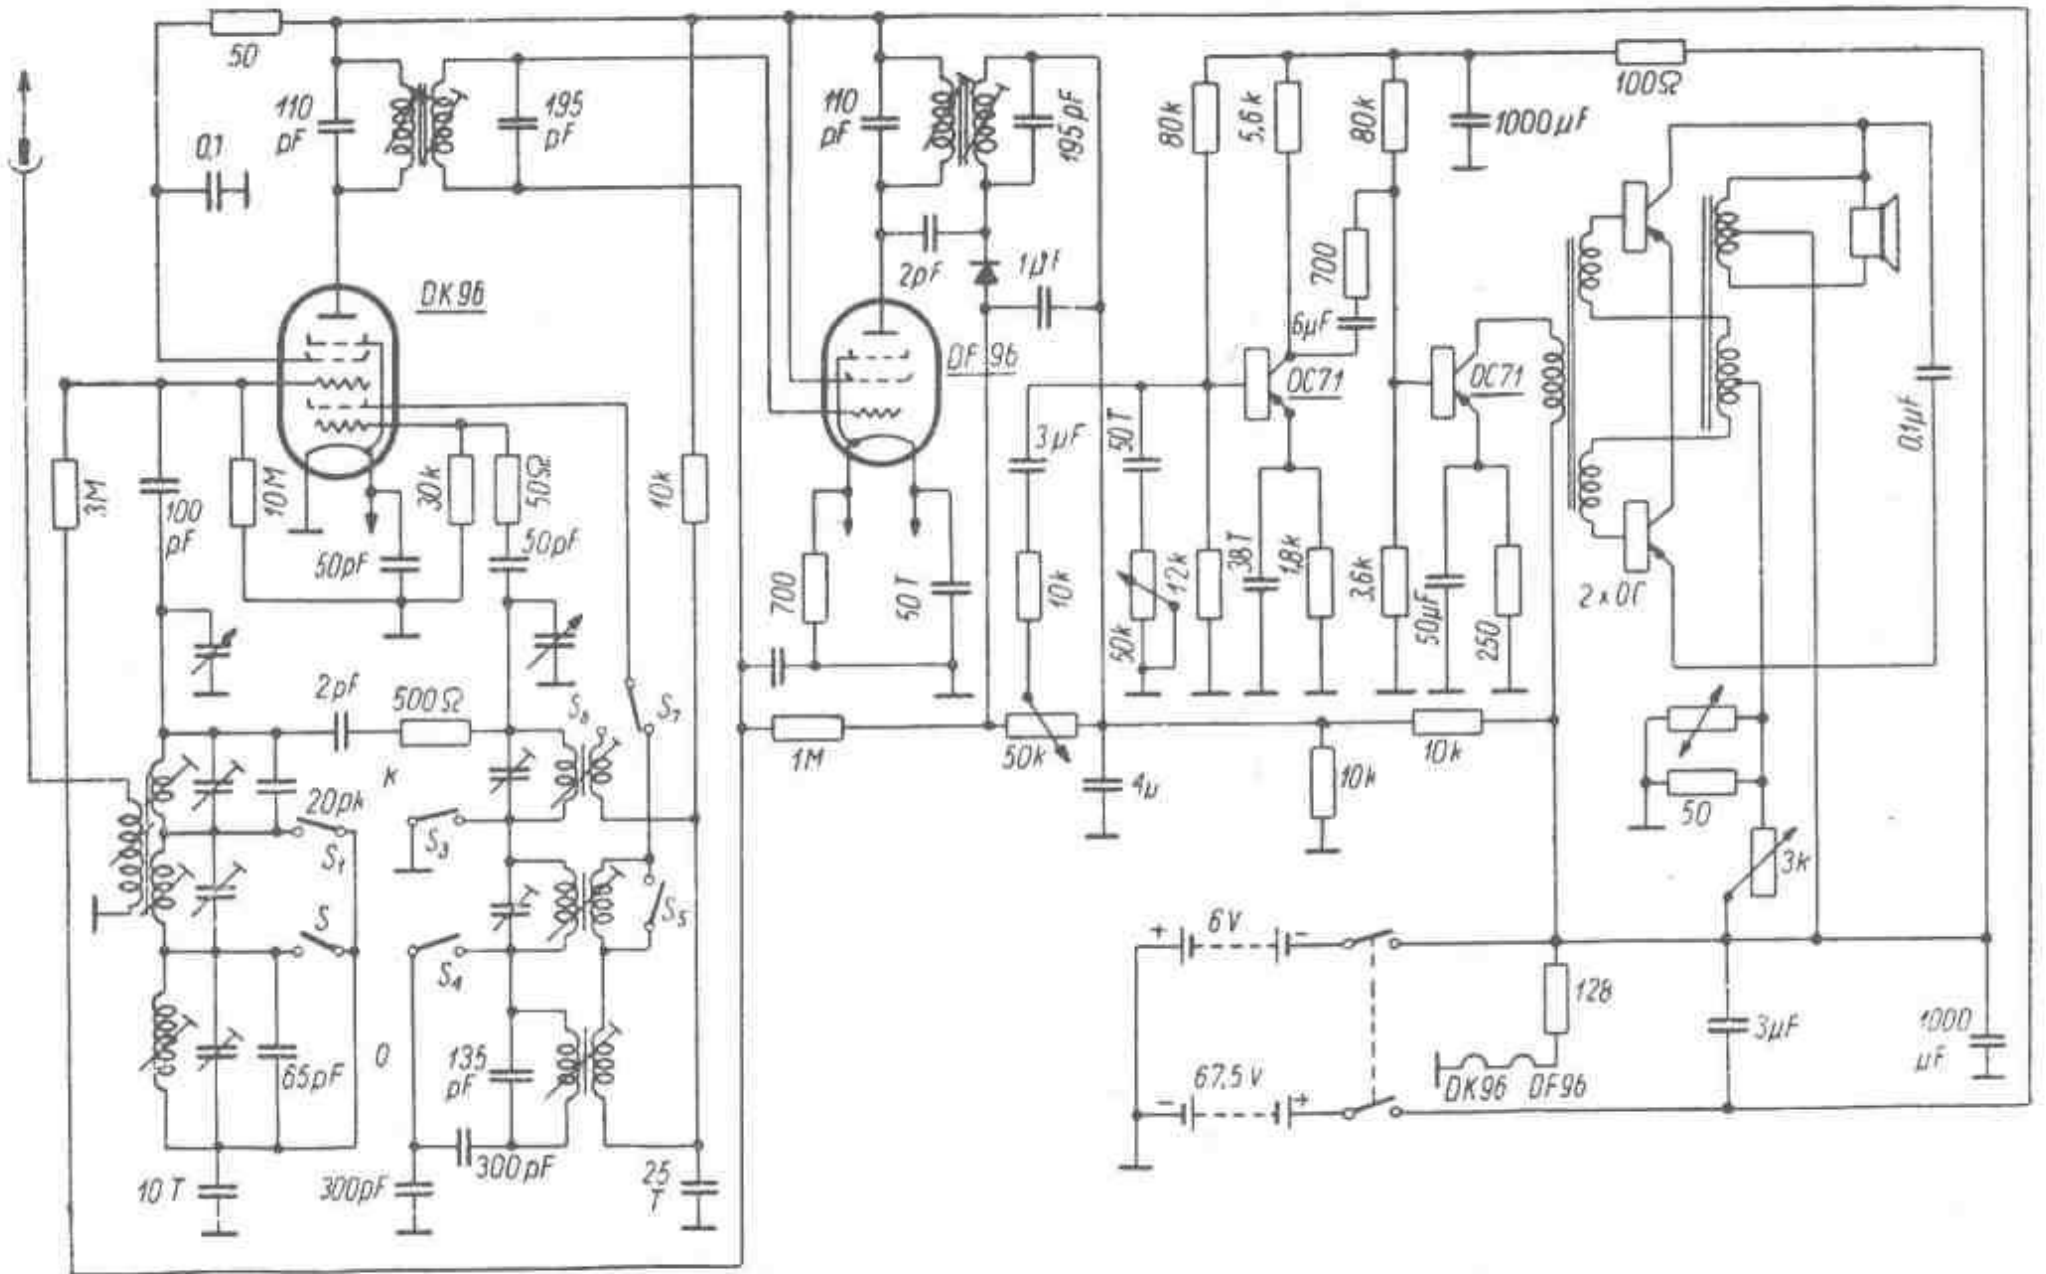 50
110
pF
195
pF
0,1
DK96
110
pF
195pF
2pF
1µF
DF96
80k
5,6k
80k
1000µF
100Ω
700
6µF
OC71
OC71
0,1µF
3M
100
pF
10M
50pF
30k
50Ω
50pF
10k
700
50T
3µF
10k
50T
12k
50k
38T
1,8k
3,6k
50µF
250
2×OC
2pF
500Ω
S7
k
20pk
S1
S
S3
S4
S5
1M
50k
4µ
10k
10k
50
3k
+ 6V -
128
3µF
1000
µF
- 67,5V +
DK96 DF96
0
65pF
135
pF
300pF
10T
300pF
25
T